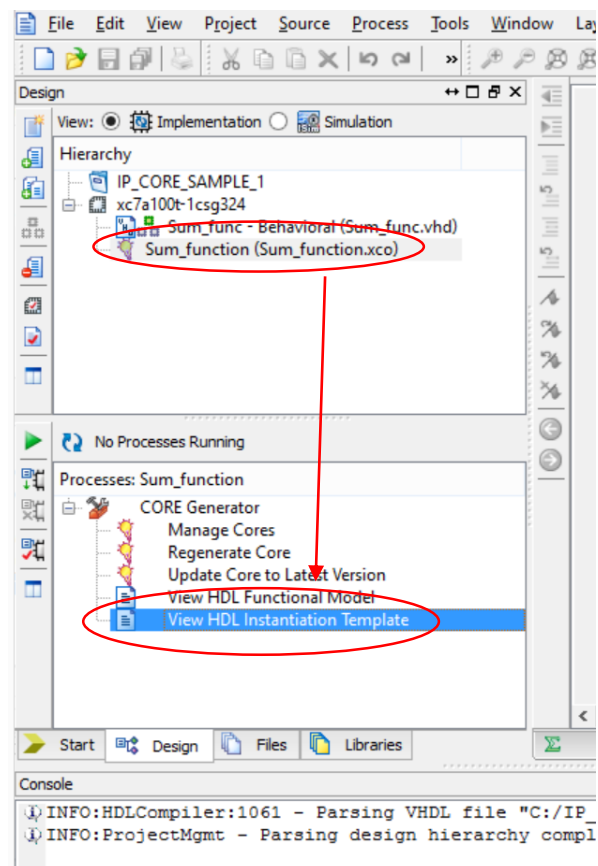 File Edit View Project Source Process Tools Window Lay
»
Design
View: Implementation Simulation
Hierarchy
IP_CORE_SAMPLE_1
xc7a100t-1csg324
Sum_func - Behavioral (Sum_func.vhd)
Sum_function (Sum_function.xco)
No Processes Running
Processes: Sum_function
CORE Generator
Manage Cores
Regenerate Core
Update Core to Latest Version
View HDL Functional Model
View HDL Instantiation Template
Start Design Files Libraries Σ
Console
INFO:HDLCompiler:1061 - Parsing VHDL file "C:/IP_
INFO:ProjectMgmt - Parsing design hierarchy compl